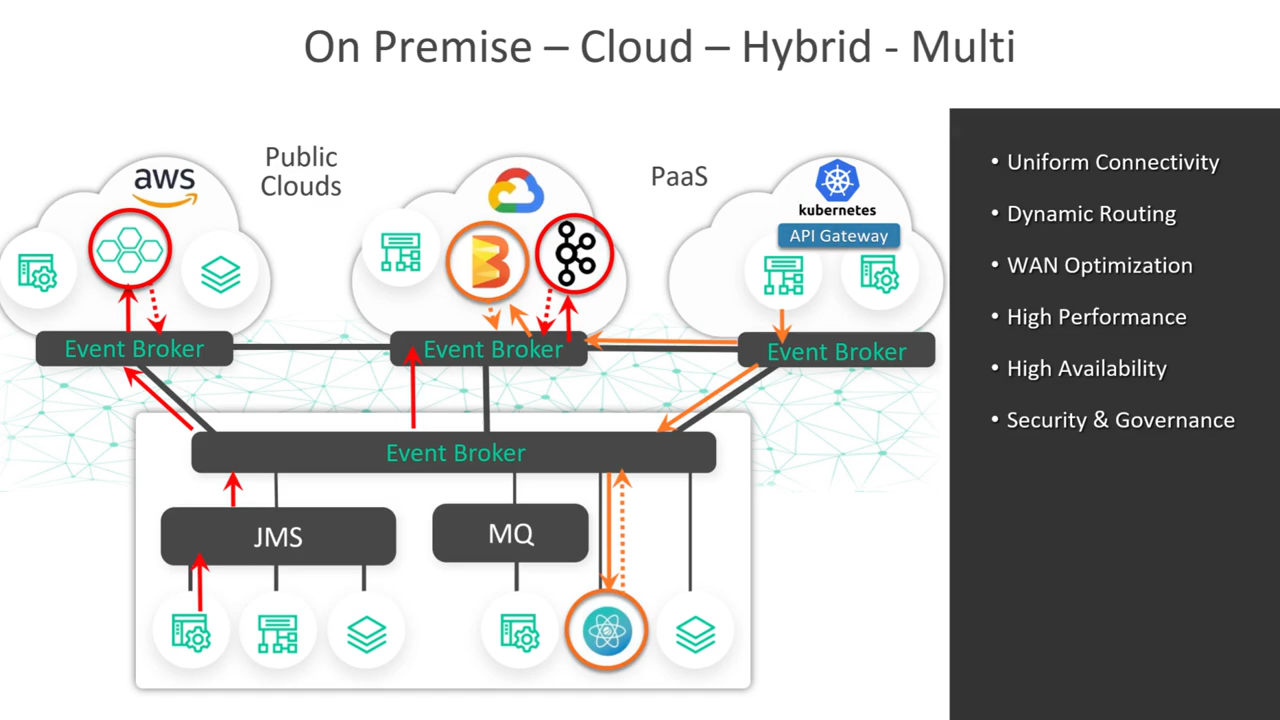 On Premise – Cloud – Hybrid - Multi
Public
Clouds
PaaS
aws
kubernetes
API Gateway
Event Broker
Event Broker
Event Broker
Event Broker
JMS
MQ
• Uniform Connectivity
• Dynamic Routing
• WAN Optimization
• High Performance
• High Availability
• Security & Governance